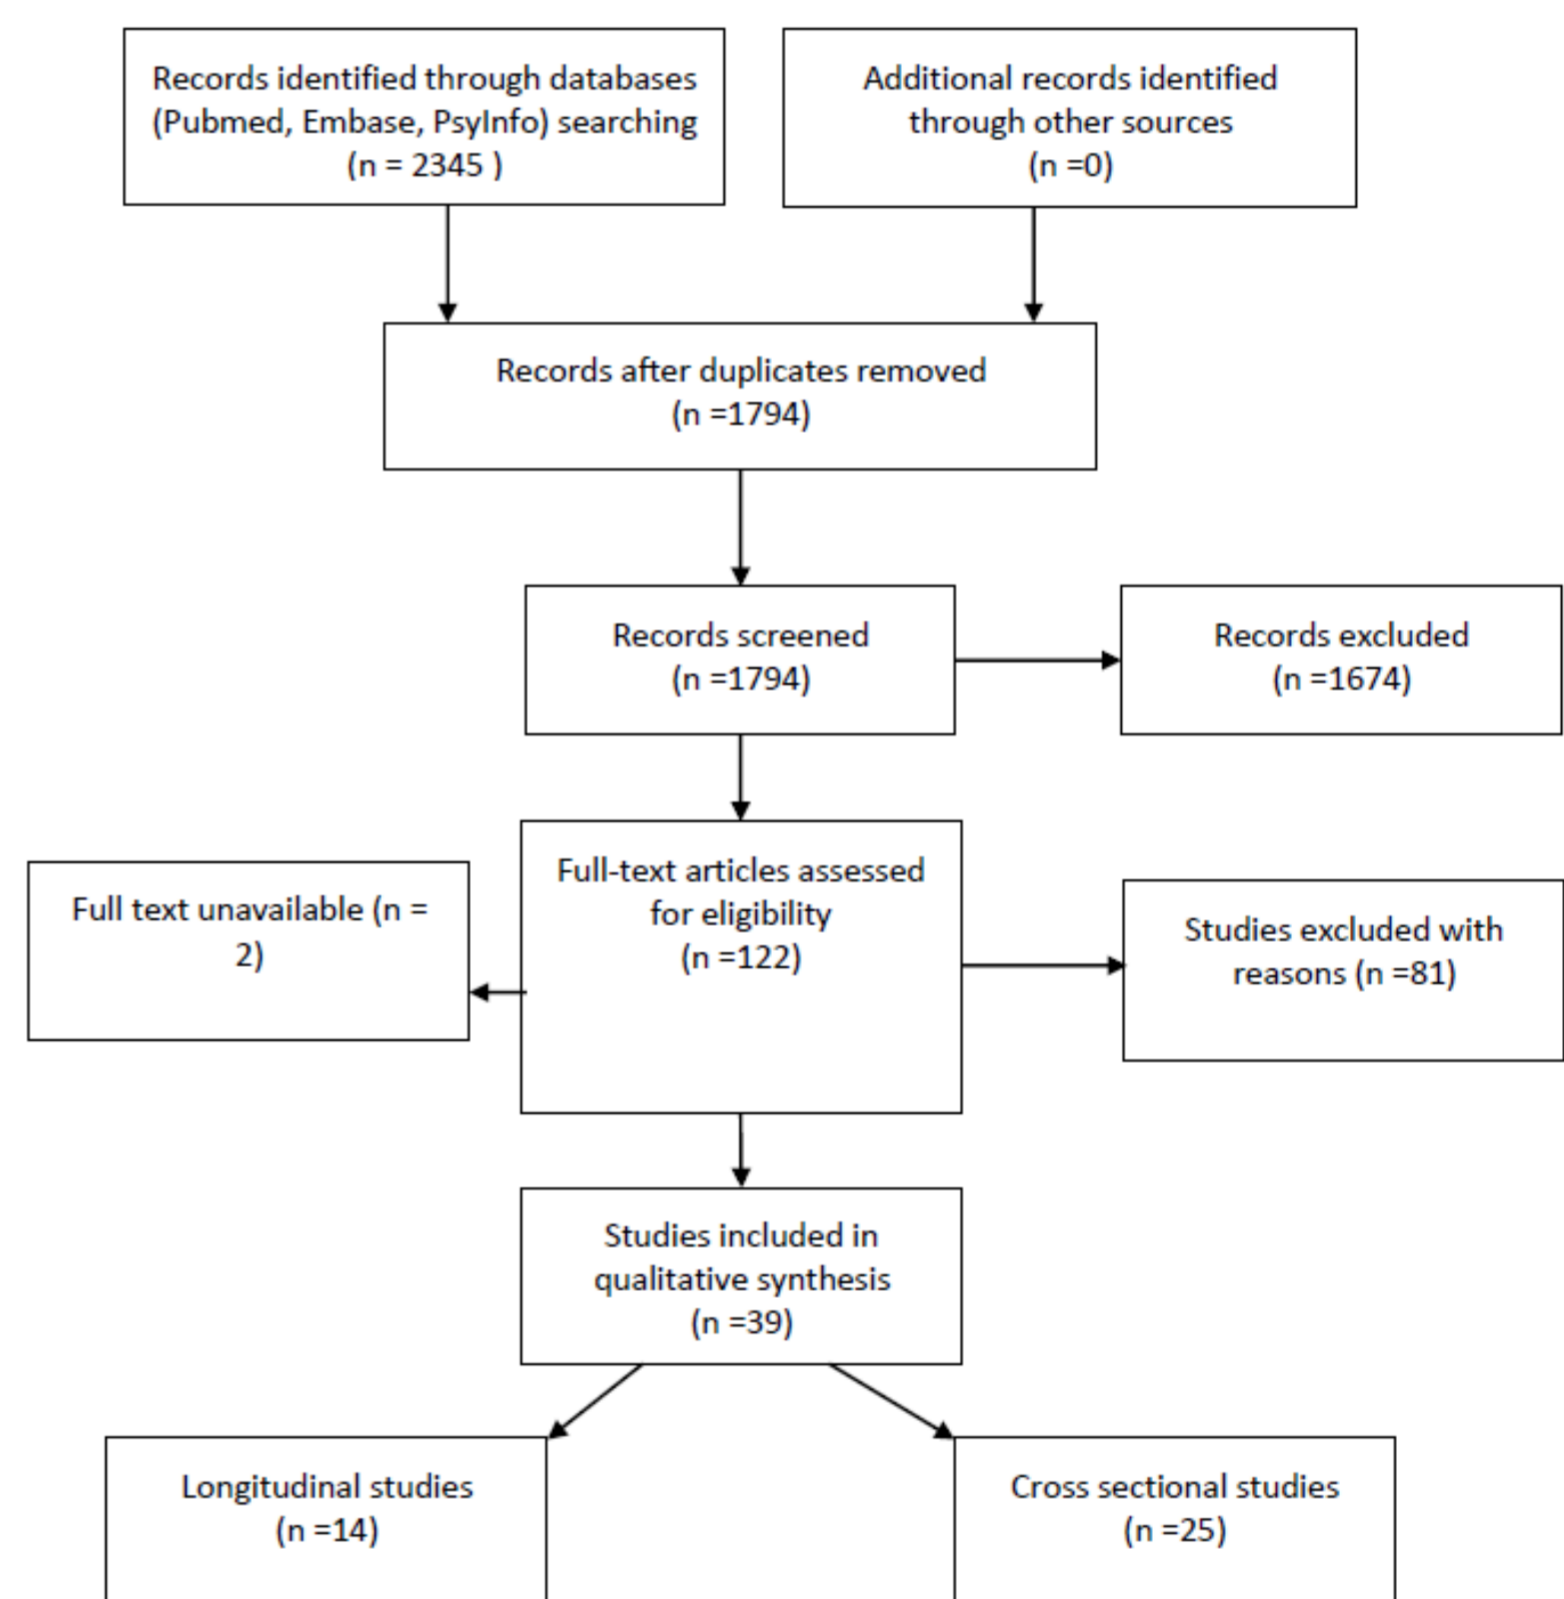 Records identified through databases
(Pubmed, Embase, PsyInfo) searching
(n = 2345 )
Additional records identified
through other sources
(n =0)
Records after duplicates removed
(n =1794)
Records screened
(n =1794)
Records excluded
(n =1674)
Full-text articles assessed
for eligibility
(n =122)
Full text unavailable (n =
2)
Studies excluded with
reasons (n =81)
Studies included in
qualitative synthesis
(n =39)
Longitudinal studies
(n =14)
Cross sectional studies
(n =25)